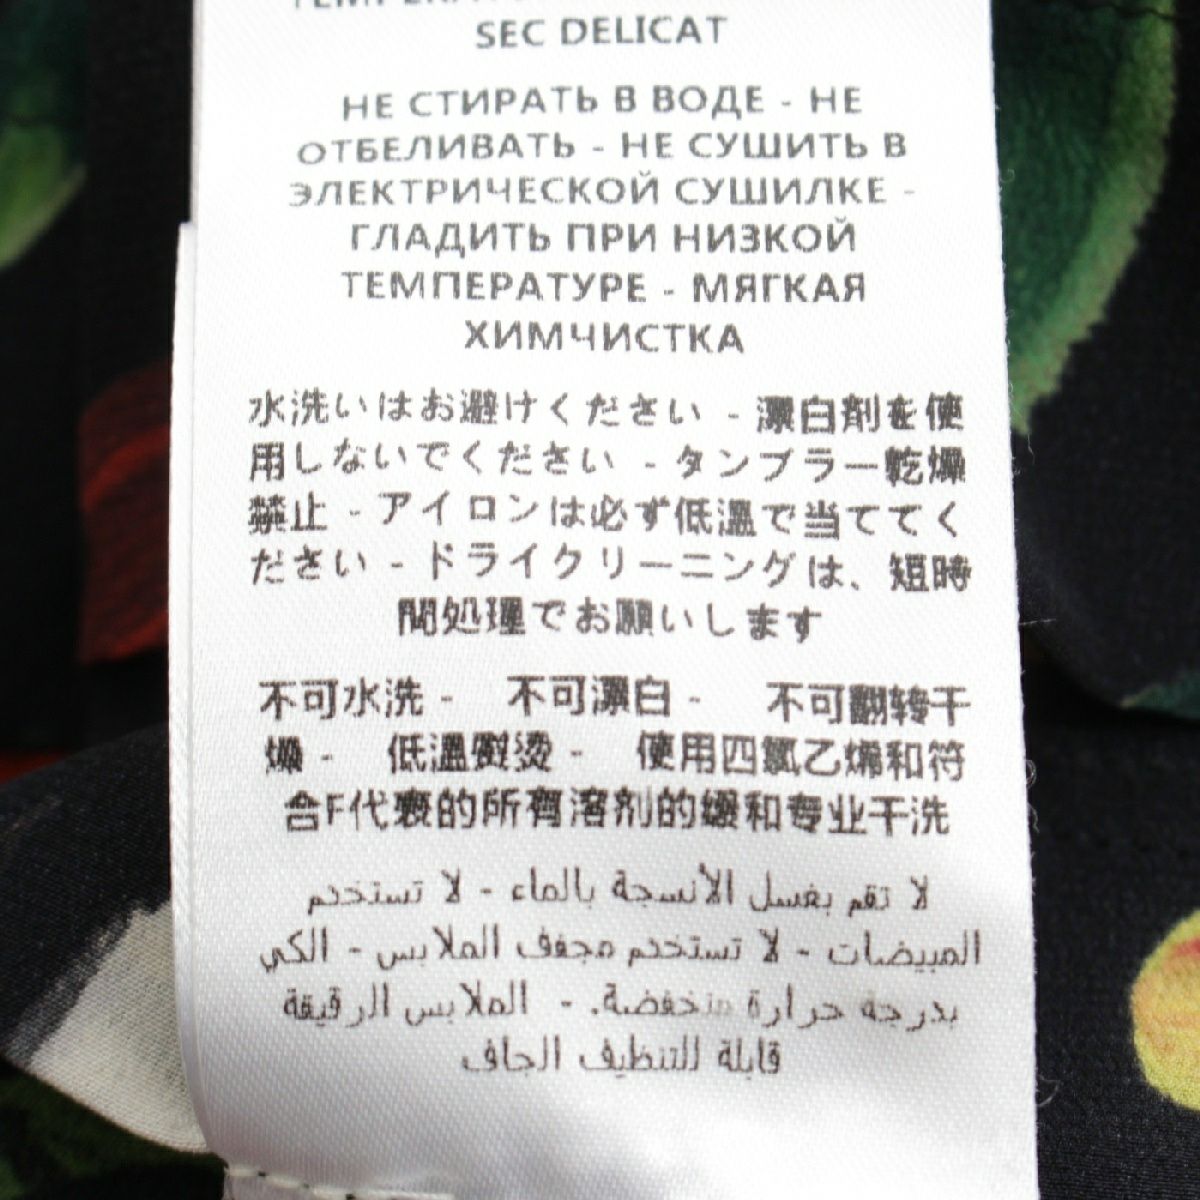 SEC DELICAT
НЕ СТИРАТЬ В ВОДЕ - НЕ
ОТБЕЛИВАТЬ - НЕ СУШИТЬ В
ЭЛЕКТРИЧЕСКОЙ СУШИЛКЕ -
ГЛАДИТЬ ПРИ НИЗКОЙ
ТЕМПЕРАТУРЕ - МЯГКАЯ
ХИМЧИСТКА
水洗いはお避けください - 漂白剤を使
用しないでください - タンブラー乾燥
禁止 - アイロンは必ず低温で当ててく
ださい - ドライクリーニングは、短時
間処理でお願いします
不可水洗 - 不可漂白 - 不可翻转干
燥 - 低温熨烫 - 使用四氯乙烯和符
合F代表的所有溶剂的缓和专业干洗
لا تقم بغسل الأنسجة بالماء - لا تستخدم
المبيضات - لا تستخدم مجفف الملابس - الكي
بدرجة حرارة منخفضة. - الملابس الرقيقة
قابلة للتنظيف الجاف